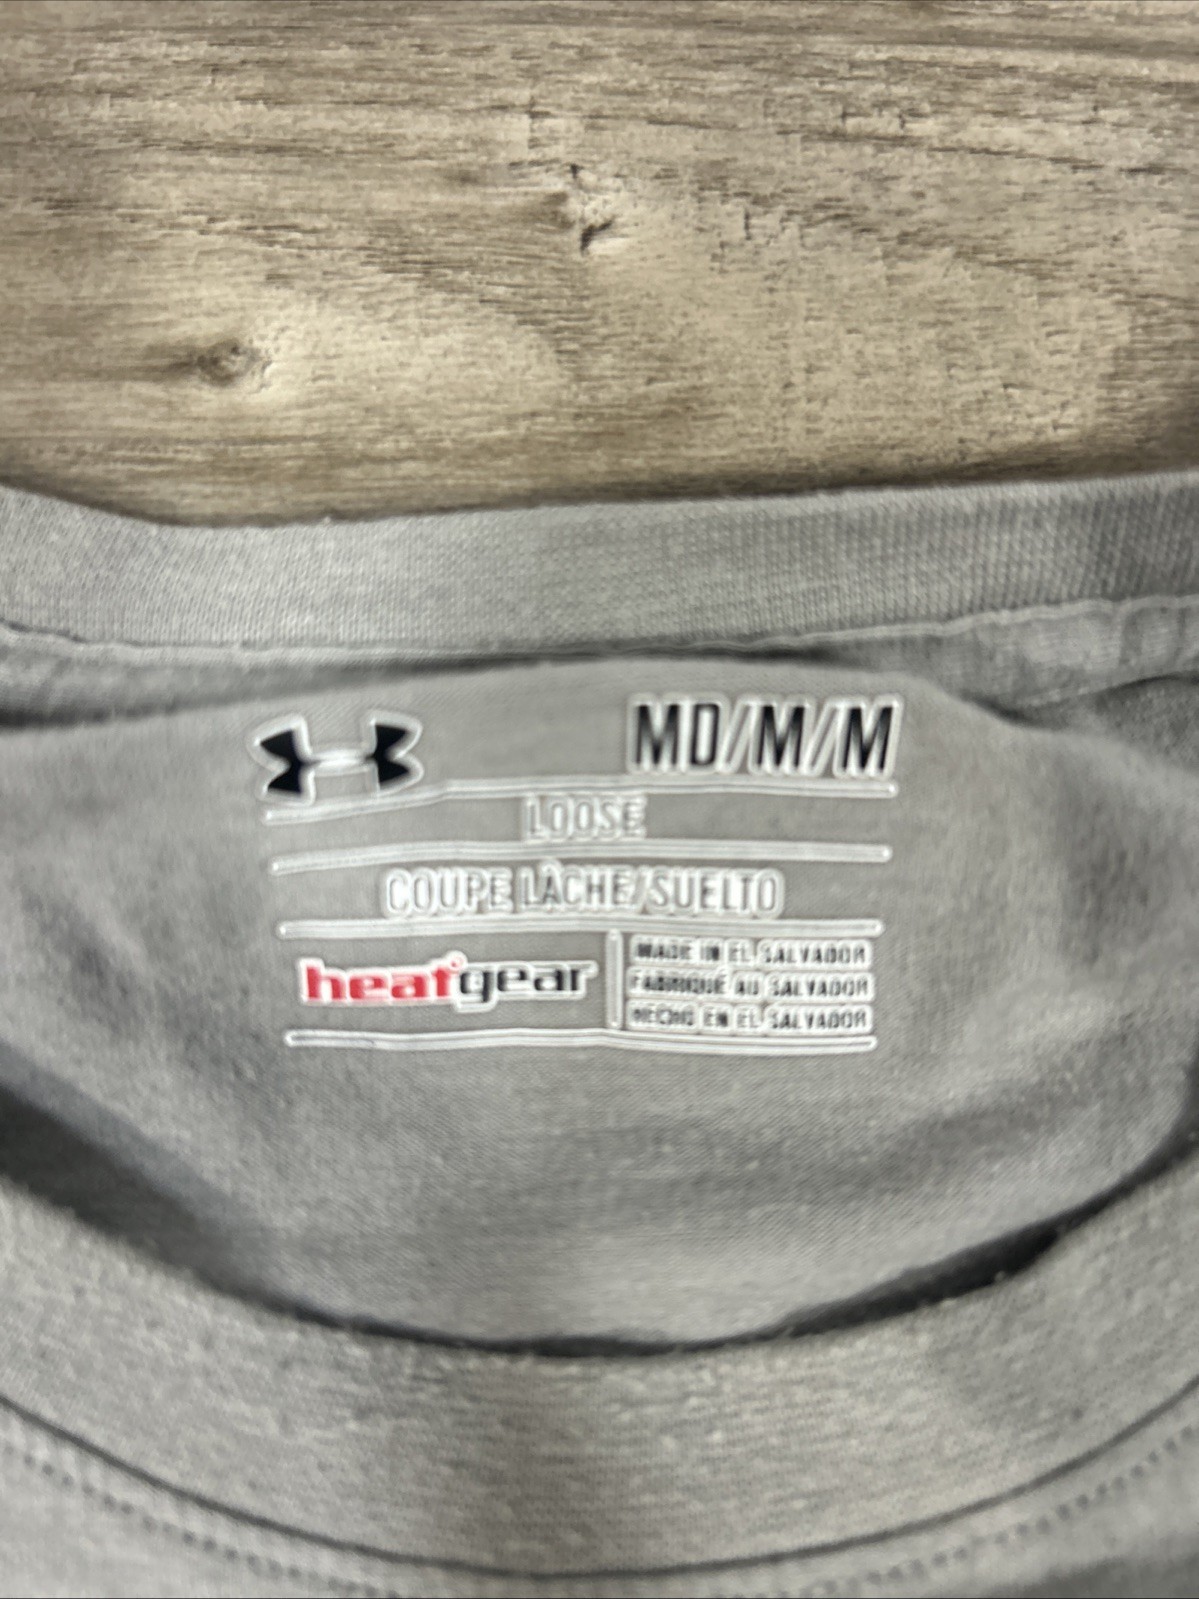 MD/M/M
LOOSE
COUPE LÂCHE/SUELTO
heatgear
MADE IN EL SALVADOR
FABRIQUÉ AU SALVADOR
HECHO EN EL SALVADOR